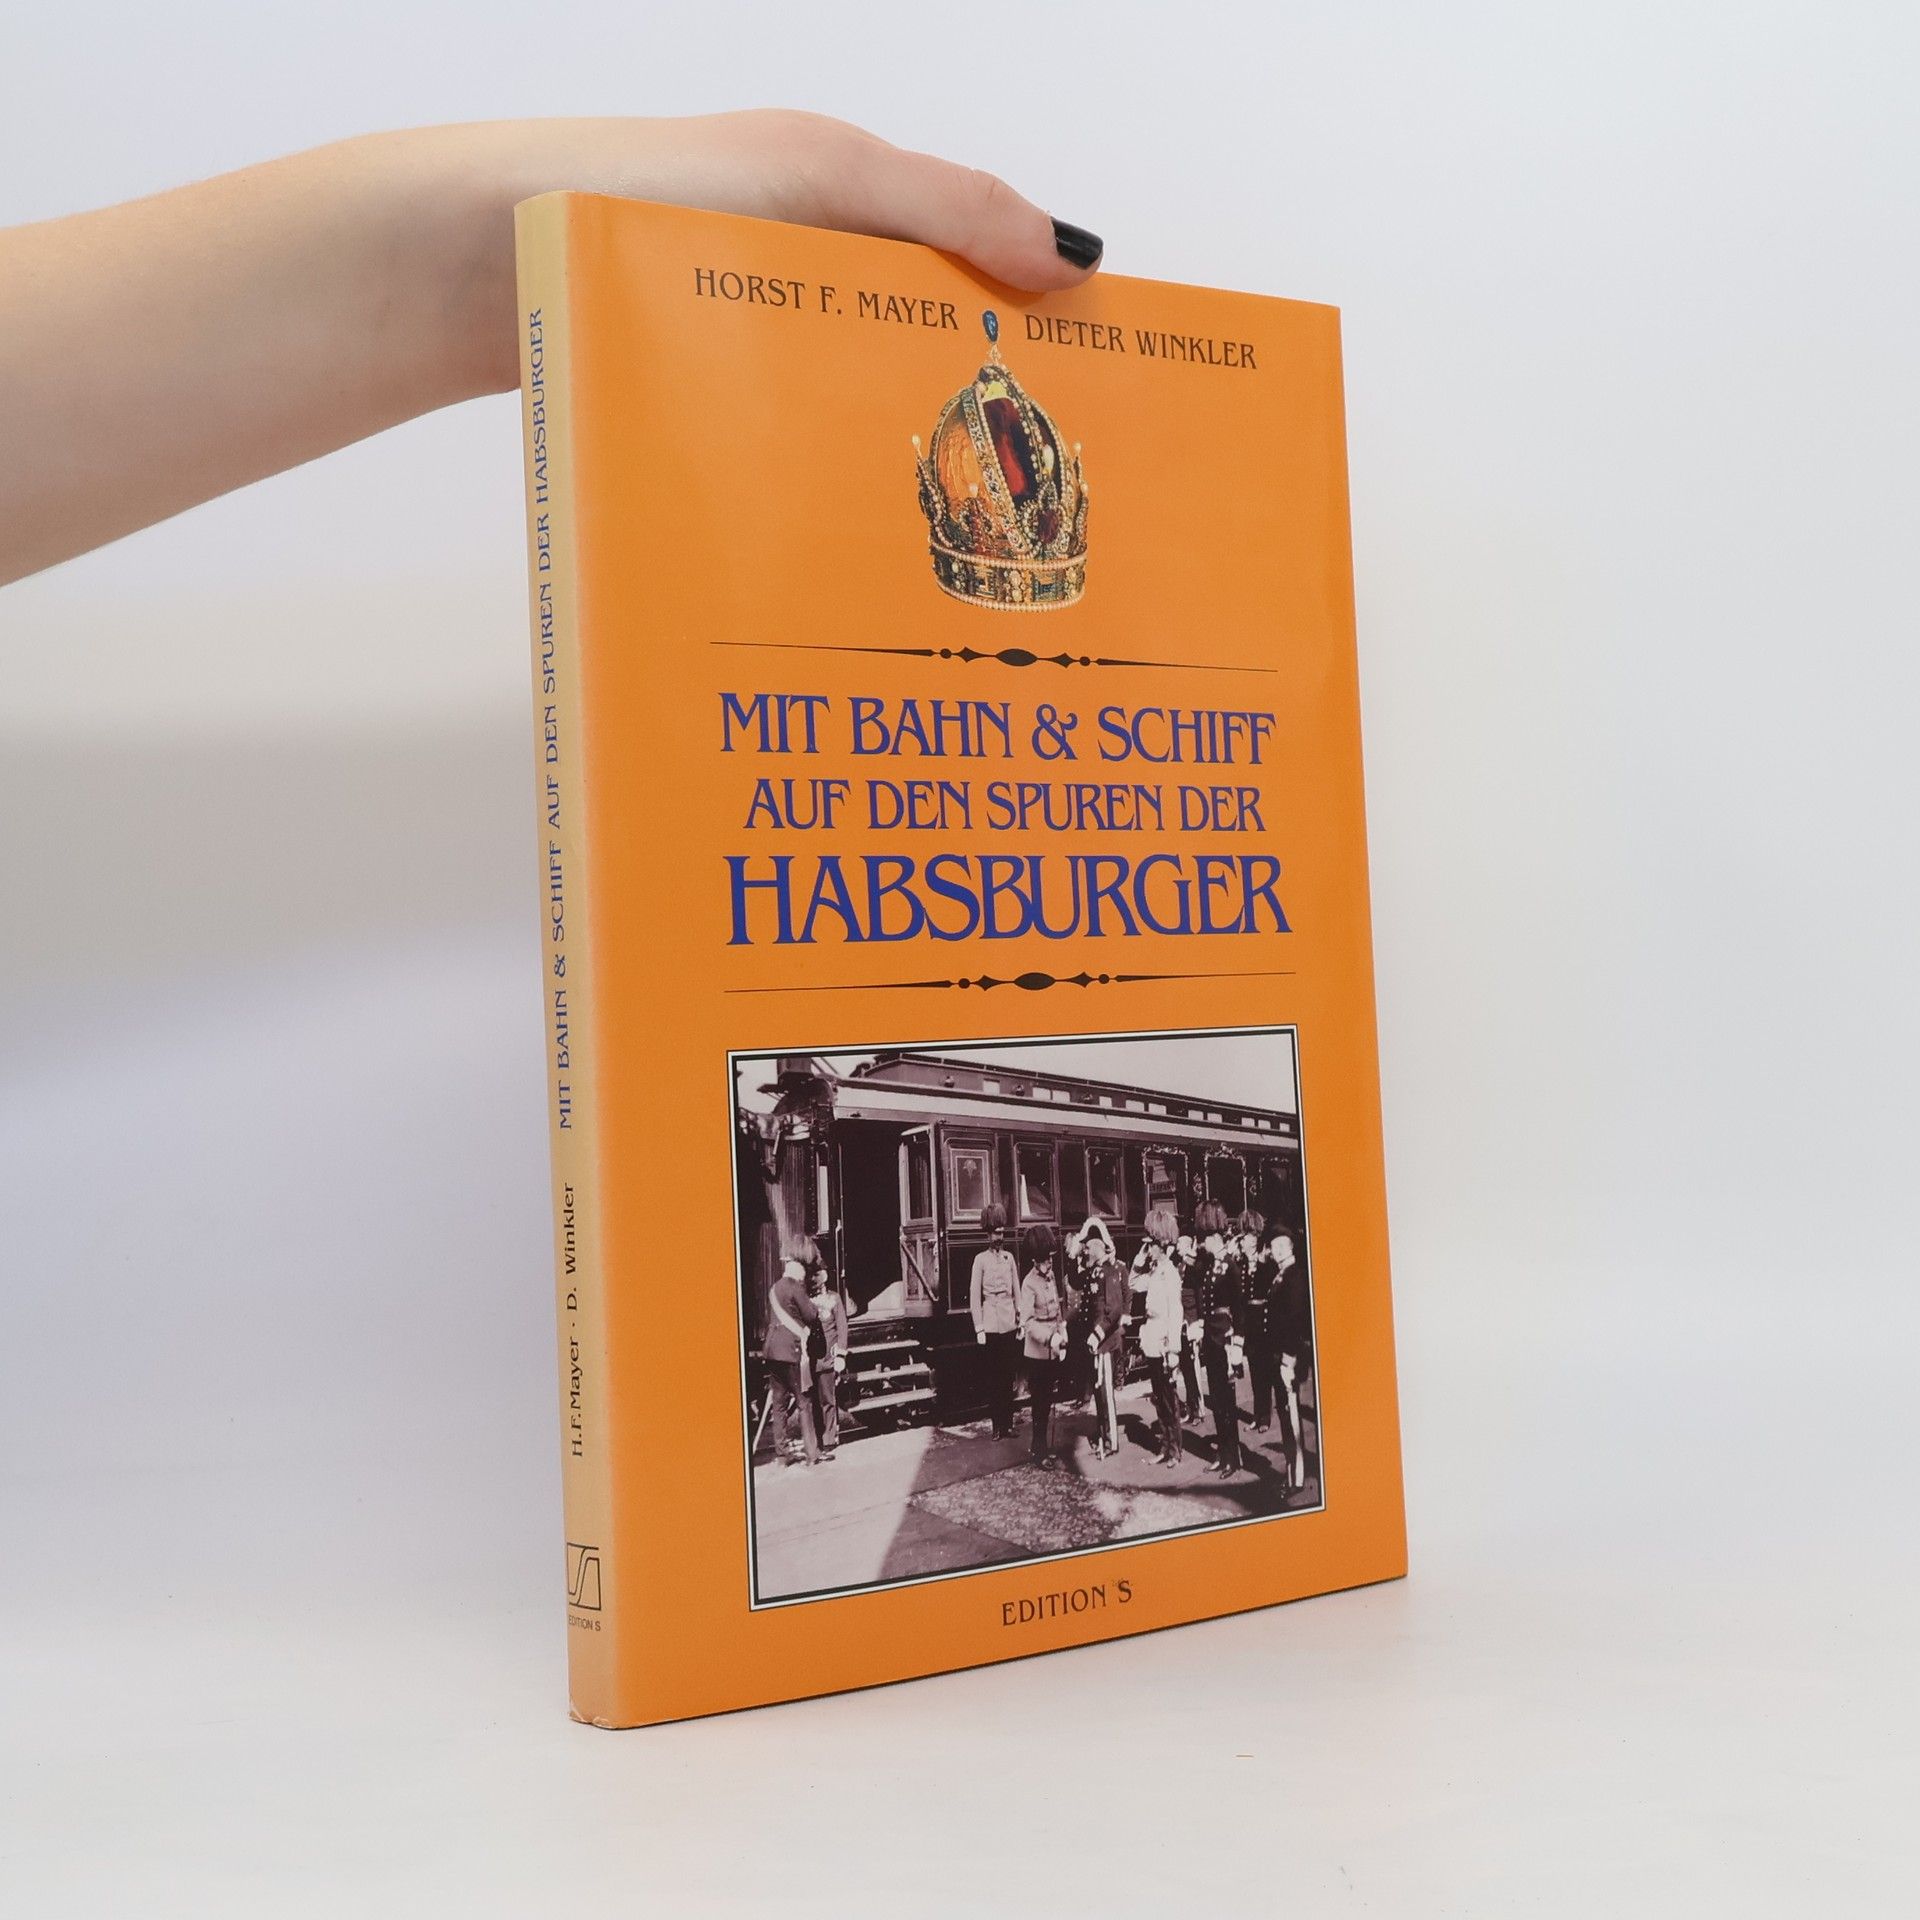 HORST F. MAYER
DIETER WINKLER
MIT BAHN & SCHIFF
AUF DEN SPUREN DER
HABSBURGER
EDITION S
H.F.Mayer · D. Winkler MIT BAHN & SCHIFF AUF DEN SPUREN DER HABSBURGER
EDITION S